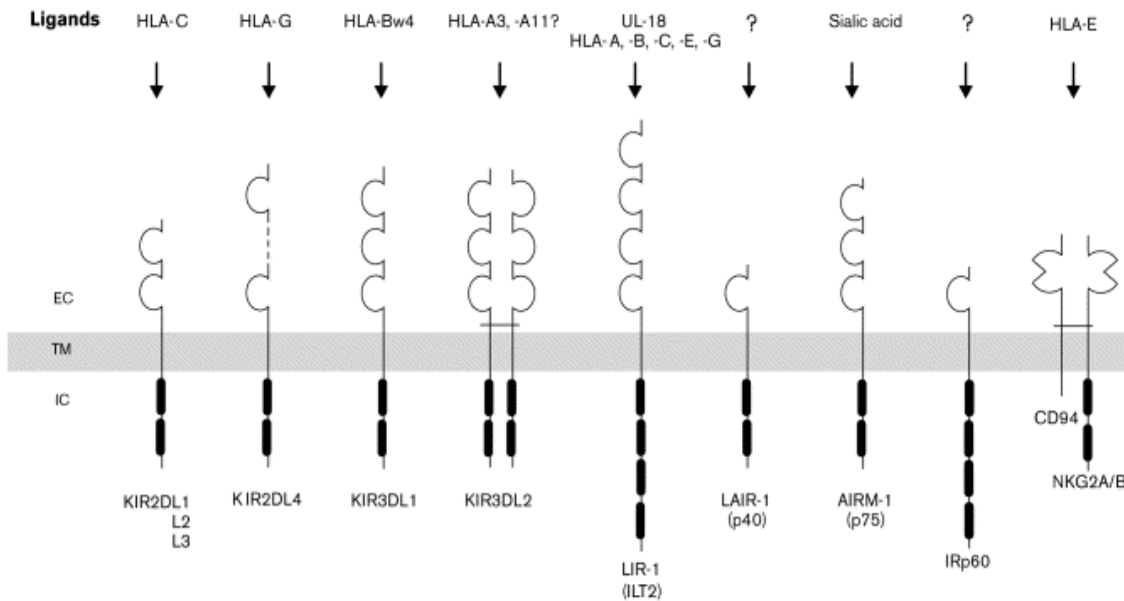 Ligands HLA-C HLA-G HLA-Bw4 HLA-A3, -A11? UL-18 ? Sialic acid ? HLA-E
HLA- A, -B, -C, -E, -G
EC
TM
IC
CD94
NKG2A/B
KIR2DL1 KIR2DL4 KIR3DL1 KIR3DL2 LAIR-1 AIRM-1
L2 (p40) (p75)
L3
IRp60
LIR-1
(ILT2)